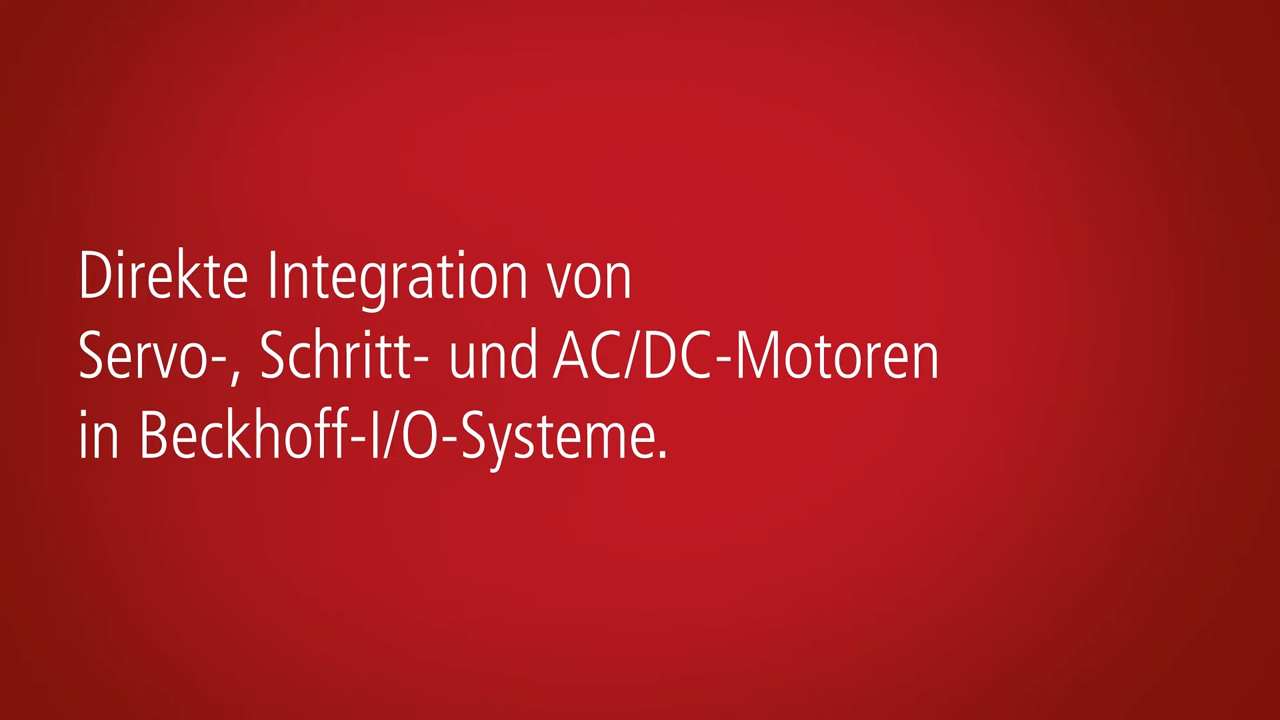 Direkte Integration von
Servo-, Schritt- und AC/DC-Motoren
in Beckhoff-I/O-Systeme.